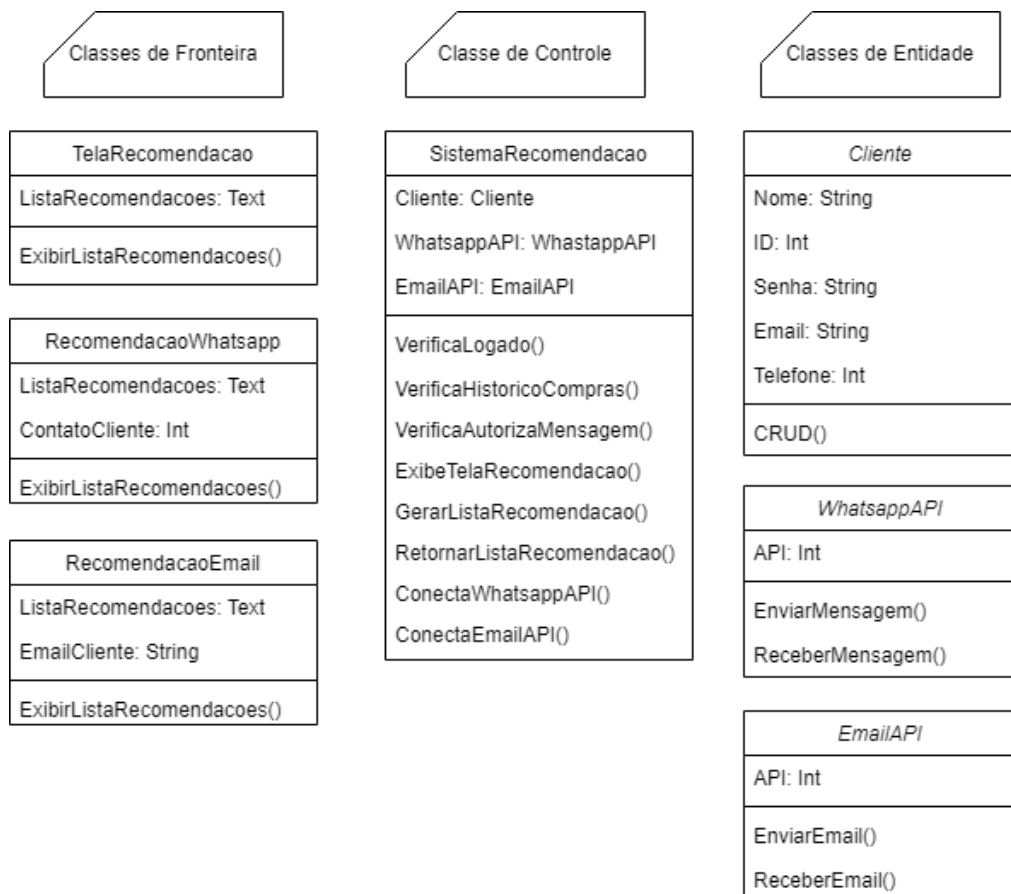 Classes de Fronteira
Classe de Controle
Classes de Entidade
TelaRecomendacao
ListaRecomendacoes: Text
ExibirListaRecomendacoes()
RecomendacaoWhatsapp
ListaRecomendacoes: Text
ContatoCliente: Int
ExibirListaRecomendacoes()
RecomendacaoEmail
ListaRecomendacoes: Text
EmailCliente: String
ExibirListaRecomendacoes()
SistemaRecomendacao
Cliente: Cliente
WhatsappAPI: WhastappAPI
EmailAPI: EmailAPI
VerificaLogado()
VerificaHistoricoCompras()
VerificaAutorizaMensagem()
ExibeTelaRecomendacao()
GerarListaRecomendacao()
RetornarListaRecomendacao()
ConectaWhatsappAPI()
ConectaEmailAPI()
Cliente
Nome: String
ID: Int
Senha: String
Email: String
Telefone: Int
CRUD()
WhatsappAPI
API: Int
EnviarMensagem()
ReceberMensagem()
EmailAPI
API: Int
EnviarEmail()
ReceberEmail()